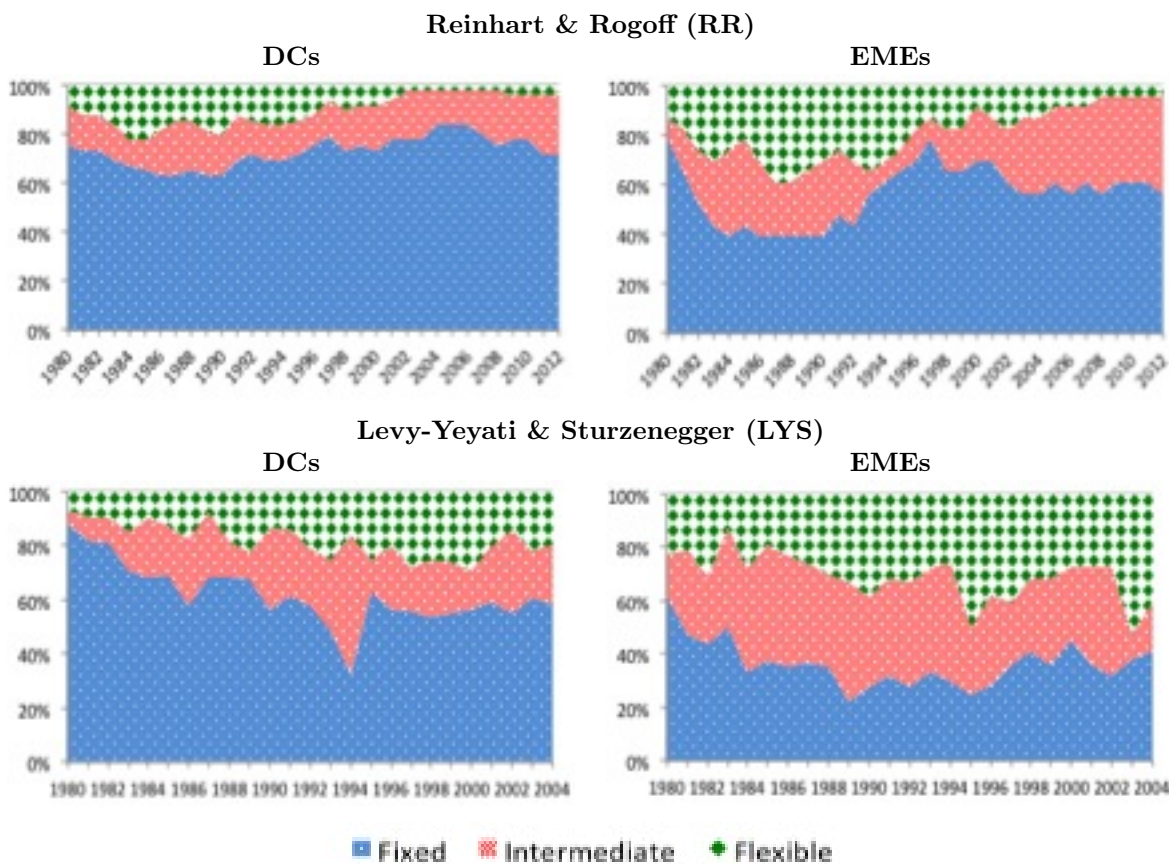 Reinhart & Rogoff (RR)
DCs EMEs
100% 100%
80% 80%
60% 60%
40% 40%
20% 20%
0% 0%
1980 1982 1984 1986 1988 1990 1992 1994 1996 1998 2000 2002 2004 2006 2008 2010 2012 1980 1982 1984 1986 1988 1990 1992 1994 1996 1998 2000 2002 2004 2006 2008 2010 2012
Levy-Yeyati & Sturzenegger (LYS)
DCs EMEs
100% 100%
80% 80%
60% 60%
40% 40%
20% 20%
0% 0%
1980 1982 1984 1986 1988 1990 1992 1994 1996 1998 2000 2002 2004 1980 1982 1984 1986 1988 1990 1992 1994 1996 1998 2000 2002 2004
Fixed Intermediate Flexible